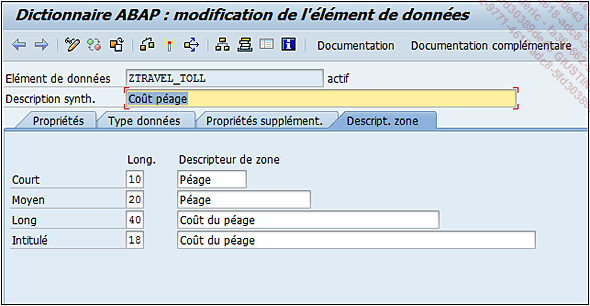 Dictionnaire ABAP : modification de l'élément de données
Documentation Documentation complémentaire
Elément de données ZTRAVEL_TOLL actif
Description synth. Coût péage
Propriétés Type données Propriétés supplément. Descript. zone
Long. Descripteur de zone
Court 10 Péage
Moyen 20 Péage
Long 40 Coût du péage
Intitulé 18 Coût du péage